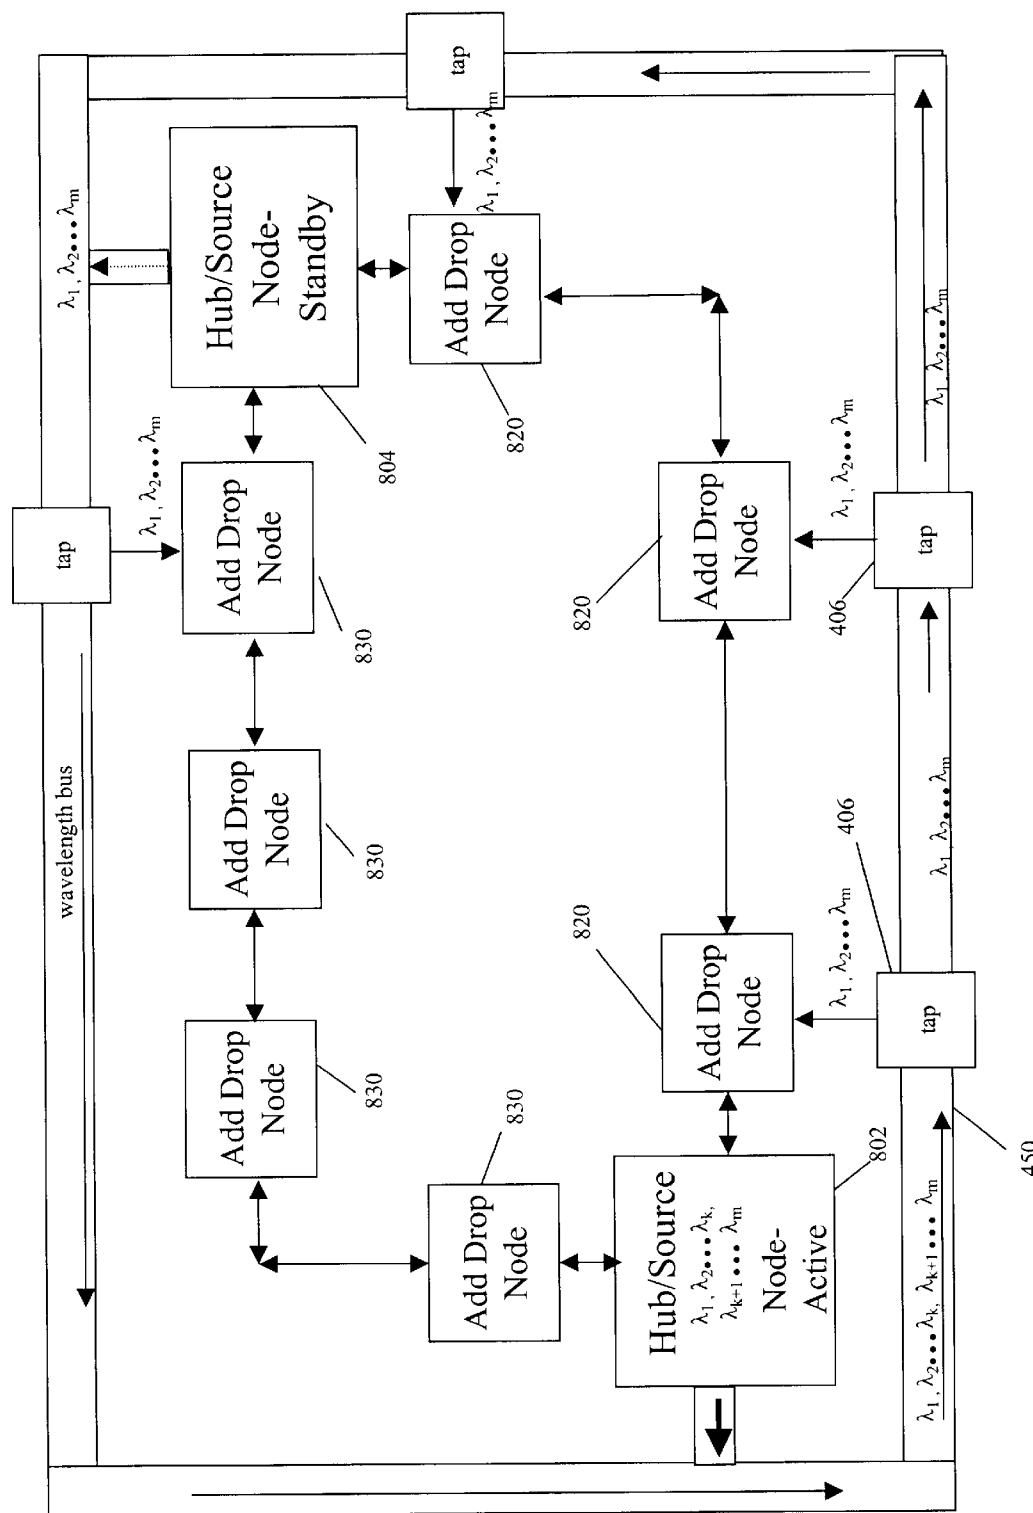 wavelength bus
tap
λ₁, λ₂•••λₘ
λ₁, λ₂•••λₘ
Add Drop
Node
Add Drop
Node
Add Drop
Node
Hub/Source
Node-
Standby
830
830
830
804
tap
λ₁, λ₂•••λₘ
Add Drop
Node
830
Add Drop
Node
820
820
820
Hub/Source
λ₁, λ₂•••λₖ,
λₖ₊₁••• λₘ
Node-
Active
Add Drop
Node
Add Drop
Node
802
λ₁, λ₂•••λₘ
406
λ₁, λ₂•••λₘ
406
tap
tap
λ₁, λ₂•••λₖ, λₖ₊₁••• λₘ
λ₁, λ₂•••λₘ
λ₁, λ₂•••λₘ
450